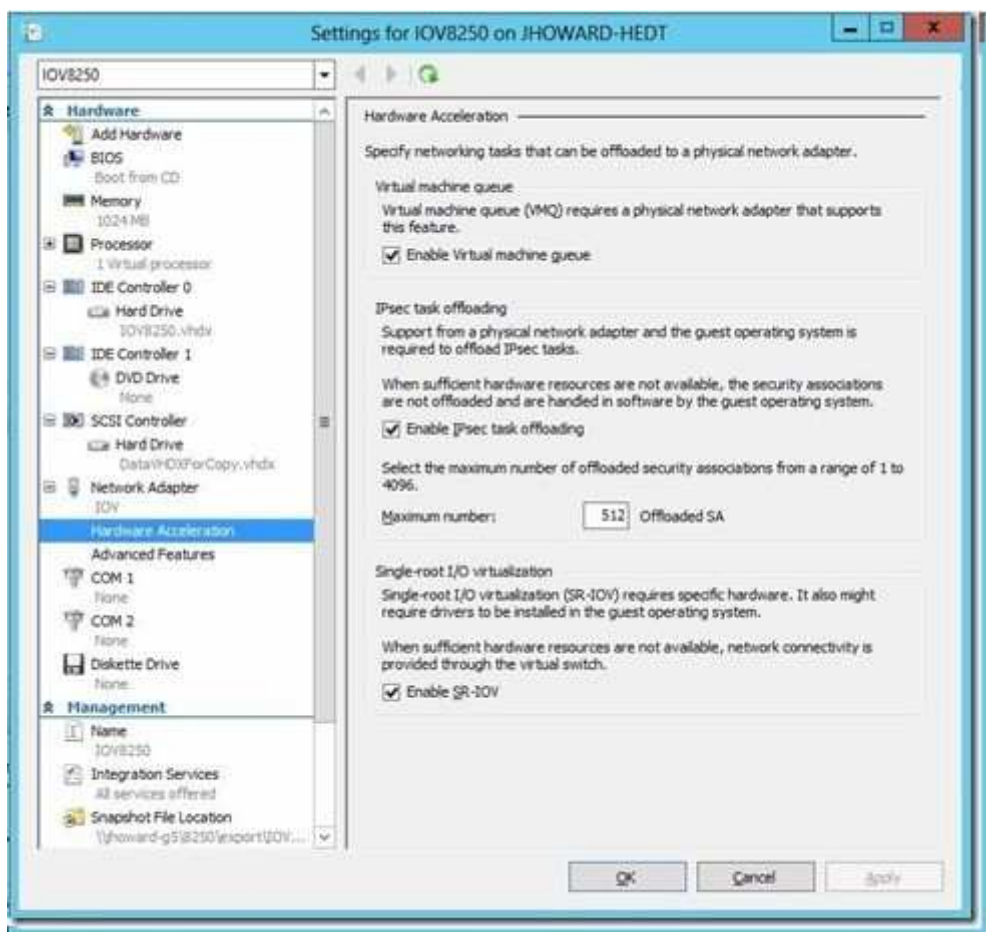 Settings for IOV8250 on JHOWARD-HEDT
IOV8250
Hardware
Add Hardware
BIOS
Boot from CD
Memory
1024 MB
Processor
1 Virtual processor
IDE Controller 0
Hard Drive
IOV8250.vhdx
IDE Controller 1
DVD Drive
None
SCSI Controller
Hard Drive
DataVHDXForCopy.vhdx
Network Adapter
IOV
Hardware Acceleration
Advanced Features
COM 1
None
COM 2
None
Diskette Drive
None
Management
Name
IOV8250
Integration Services
All services offered
Snapshot File Location
\\jhoward-g5\8250\export\IOV...
Hardware Acceleration
Specify networking tasks that can be offloaded to a physical network adapter.
Virtual machine queue
Virtual machine queue (VMQ) requires a physical network adapter that supports
this feature.
Enable Virtual machine queue
IPsec task offloading
Support from a physical network adapter and the guest operating system is
required to offload IPsec tasks.
When sufficient hardware resources are not available, the security associations
are not offloaded and are handled in software by the guest operating system.
Enable IPsec task offloading
Select the maximum number of offloaded security associations from a range of 1 to
4096.
Maximum number: 512 Offloaded SA
Single-root I/O virtualization
Single-root I/O virtualization (SR-IOV) requires specific hardware. It also might
require drivers to be installed in the guest operating system.
When sufficient hardware resources are not available, network connectivity is
provided through the virtual switch.
Enable SR-IOV
OK Cancel Apply